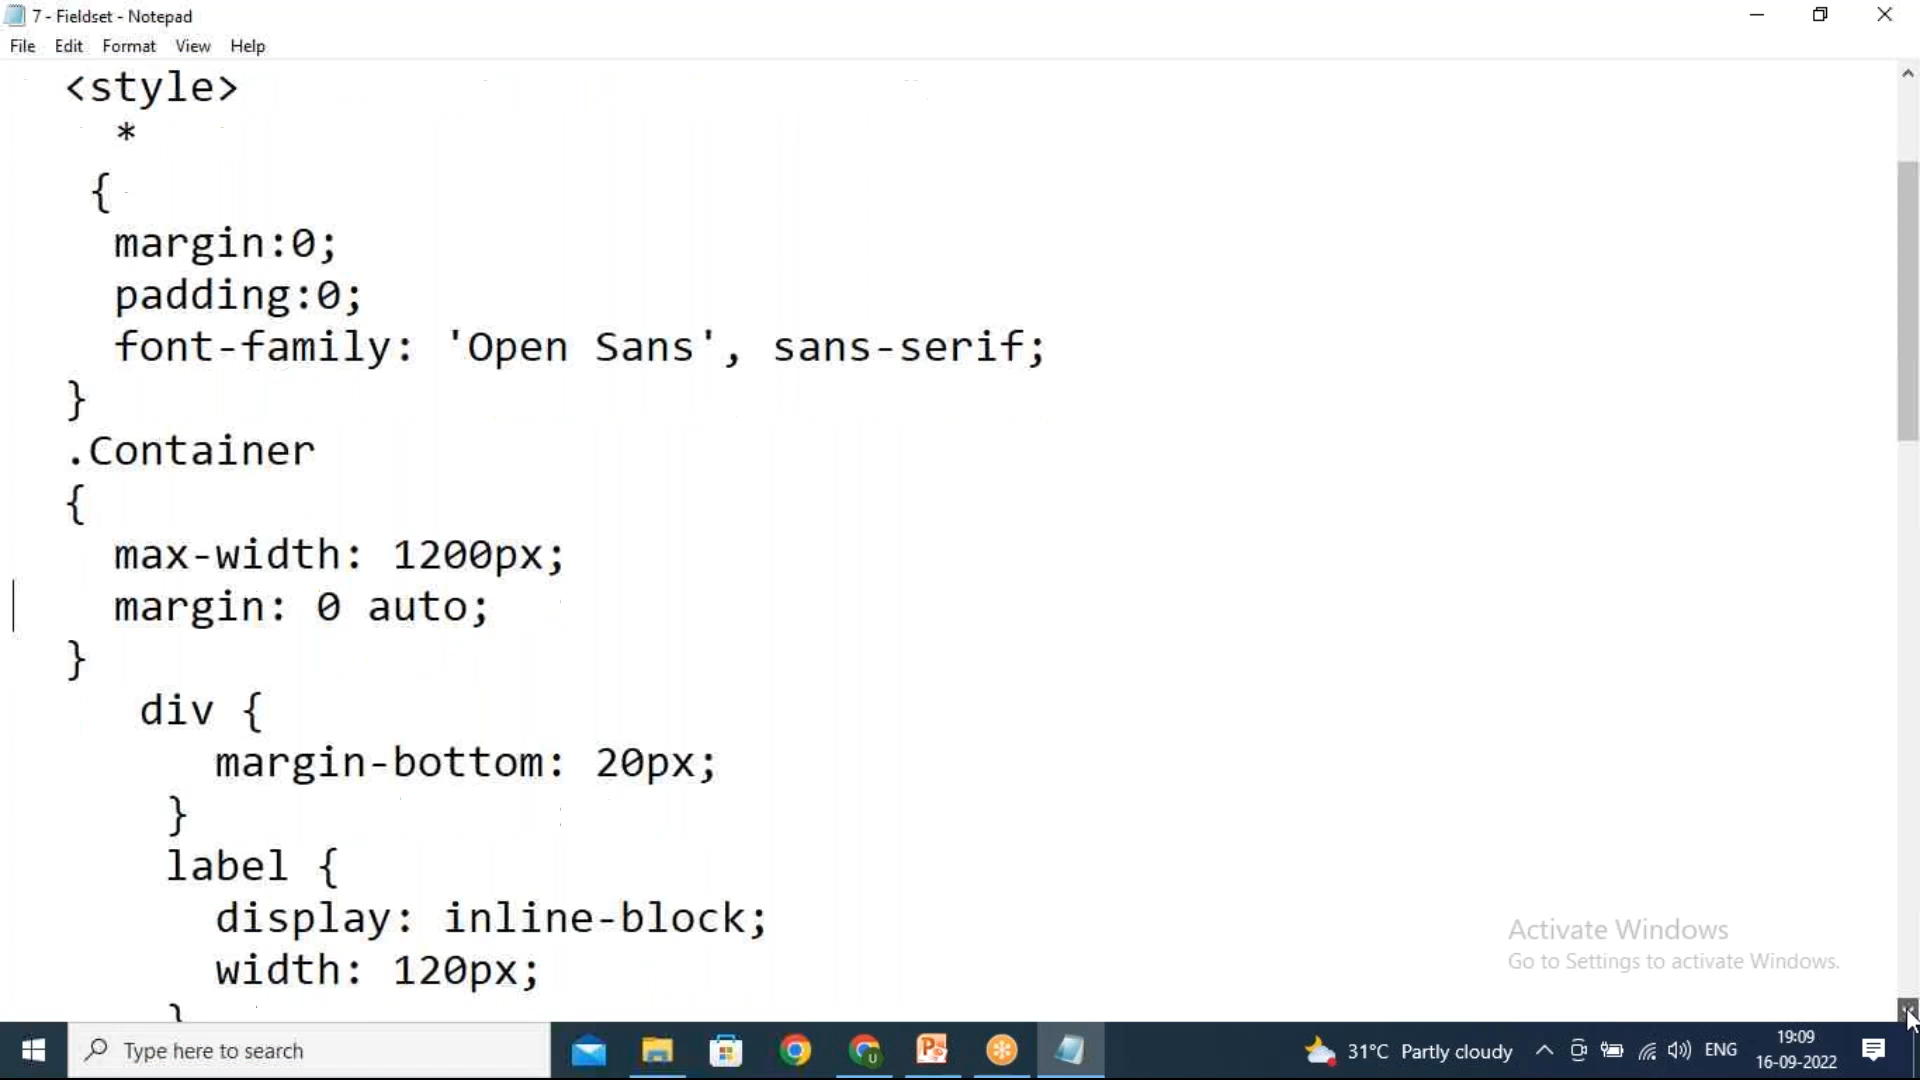 7 - Fieldset - Notepad
File Edit Format View Help
<style>
*
{
margin:0;
padding:0;
font-family: 'Open Sans', sans-serif;
}
.Container
{
max-width: 1200px;
margin: 0 auto;
}
div {
margin-bottom: 20px;
}
label {
display: inline-block;
width: 120px;
}
Activate Windows
Go to Settings to activate Windows.
Type here to search
31°C Partly cloudy
ENG
19:09
16-09-2022